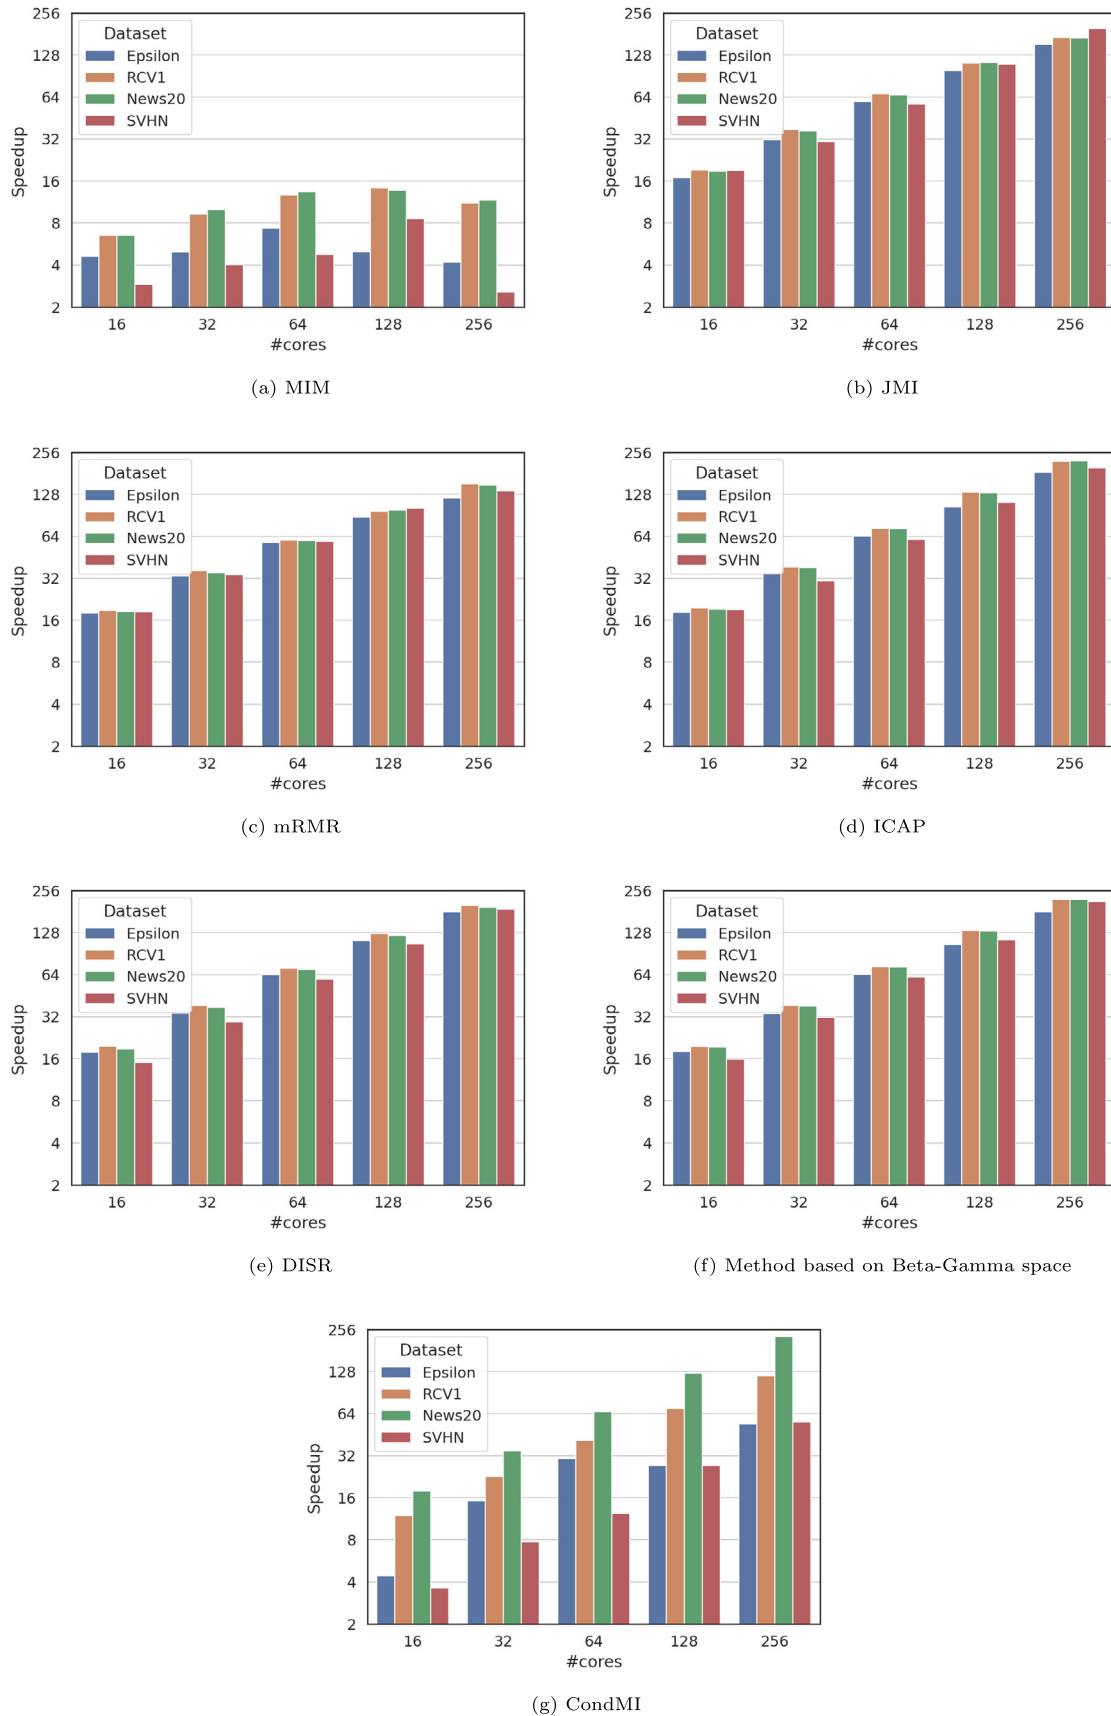 256
128
64
32
16
8
4
2
Speedup
Dataset
Epsilon
RCV1
News20
SVHN
16 32 64 128 256
#cores
(a) MIM
256
128
64
32
16
8
4
2
Speedup
Dataset
Epsilon
RCV1
News20
SVHN
16 32 64 128 256
#cores
(b) JMI
256
128
64
32
16
8
4
2
Speedup
Dataset
Epsilon
RCV1
News20
SVHN
16 32 64 128 256
#cores
(c) mRMR
256
128
64
32
16
8
4
2
Speedup
Dataset
Epsilon
RCV1
News20
SVHN
16 32 64 128 256
#cores
(d) ICAP
256
128
64
32
16
8
4
2
Speedup
Dataset
Epsilon
RCV1
News20
SVHN
16 32 64 128 256
#cores
(e) DISR
256
128
64
32
16
8
4
2
Speedup
Dataset
Epsilon
RCV1
News20
SVHN
16 32 64 128 256
#cores
(f) Method based on Beta-Gamma space
256
128
64
32
16
8
4
2
Speedup
Dataset
Epsilon
RCV1
News20
SVHN
16 32 64 128 256
#cores
(g) CondMI